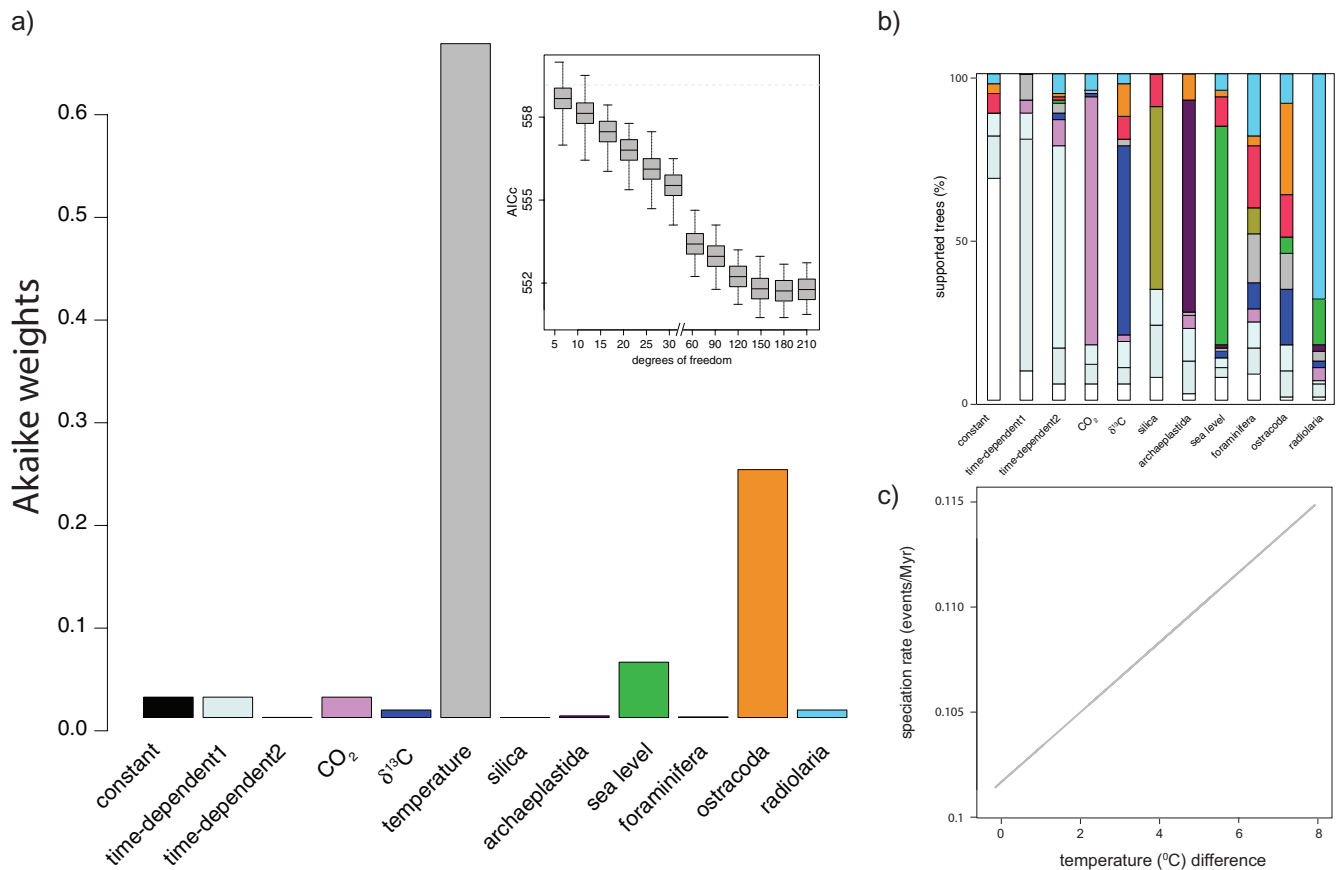 a)
Akaike weights
0.6
0.5
0.4
0.3
0.2
0.1
0.0
constant
time-dependent1
time-dependent2
CO₂
δ¹³C
temperature
silica
archaeplastida
sea level
foraminifera
ostracoda
radiolaria
AICc
558
555
552
5 10 15 20 25 30 60 90 120 150 180 210
degrees of freedom
b)
supported trees (%)
100
50
0
constant
time-dependent1
time-dependent2
CO₂
δ¹³C
silica
archaeplastida
sea level
foraminifera
ostracoda
radiolaria
c)
speciation rate (events/Myr)
0.115
0.110
0.105
0.1
0 2 4 6 8
temperature (⁰C) difference